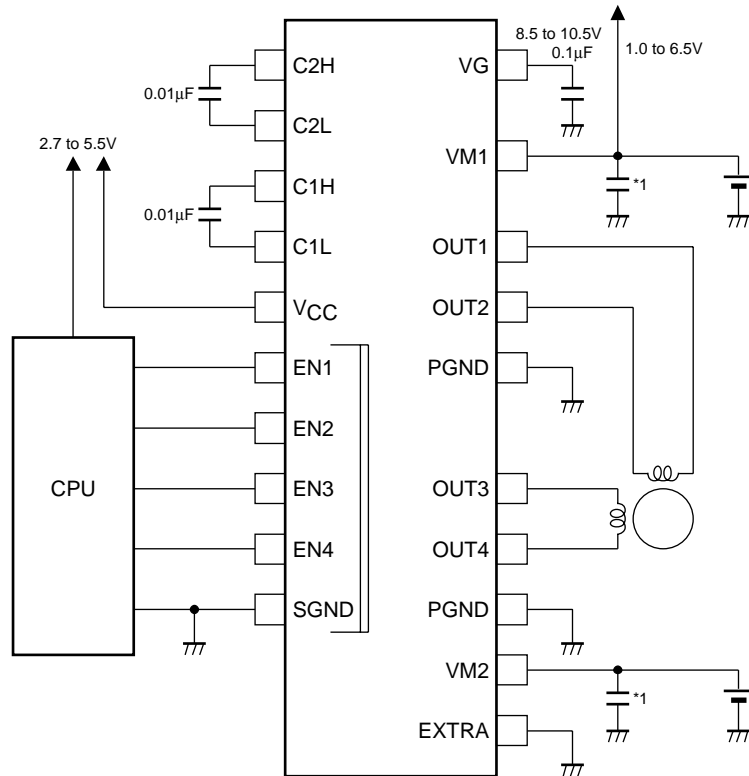 8.5 to 10.5V
0.1μF
1.0 to 6.5V
C2H
VG
0.01μF
C2L
2.7 to 5.5V
VM1
C1H
*1
0.01μF
C1L
OUT1
VCC
OUT2
EN1
PGND
EN2
CPU
EN3
OUT3
EN4
OUT4
SGND
PGND
VM2
*1
EXTRA